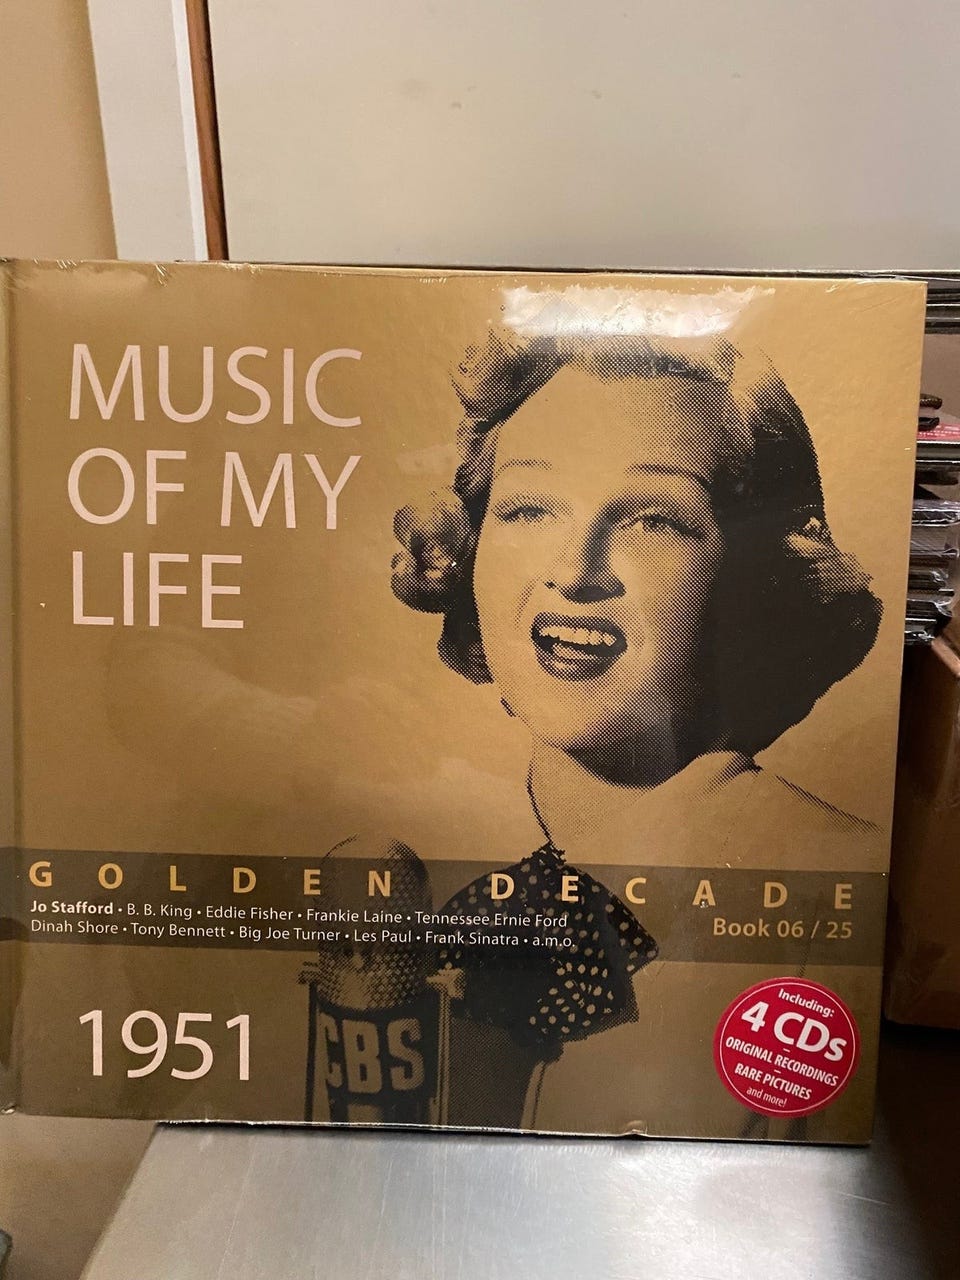 MUSIC
OF MY
LIFE
GOLDEN DECADE
Jo Stafford • B. B. King • Eddie Fisher • Frankie Laine • Tennessee Ernie Ford
Dinah Shore • Tony Bennett • Big Joe Turner • Les Paul • Frank Sinatra • a.m.o.
Book 06 / 25
1951
CBS
Including:
4 CDs
–
ORIGINAL RECORDINGS
–
RARE PICTURES
and more!